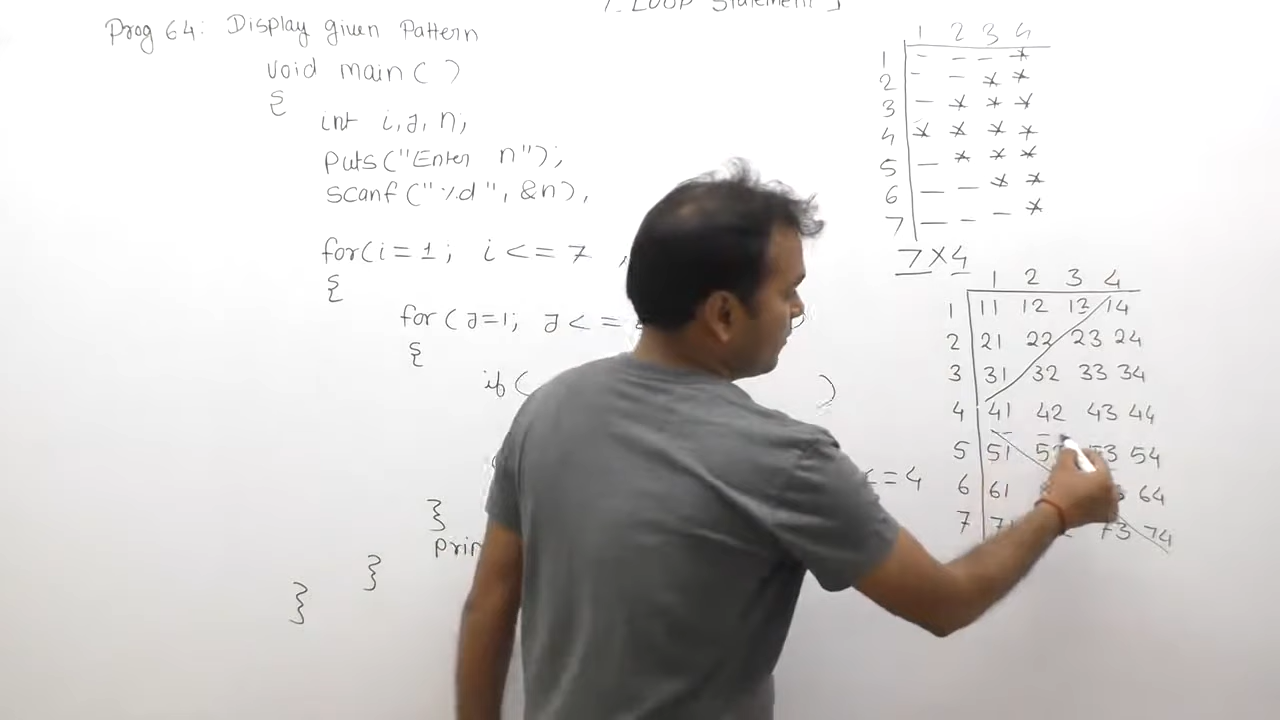 7. LOOP Statement ]
Prog 64: Display given Pattern
void main( )
{
int i,j,n;
puts("Enter n");
scanf("%d", &n);
for(i=1; i<=7 ,
{
for(j=1; j<=
{
if( )
<=4
}
prin
}
}
1 2 3 4
1 - - - *
2 - - * *
3 - * * *
4 * * * *
5 - * * *
6 - - * *
7 - - - *
7X4
1 2 3 4
1 11 12 13 14
2 21 22 23 24
3 31 32 33 34
4 41 42 43 44
5 51 53 54
6 61 64
7 73 74